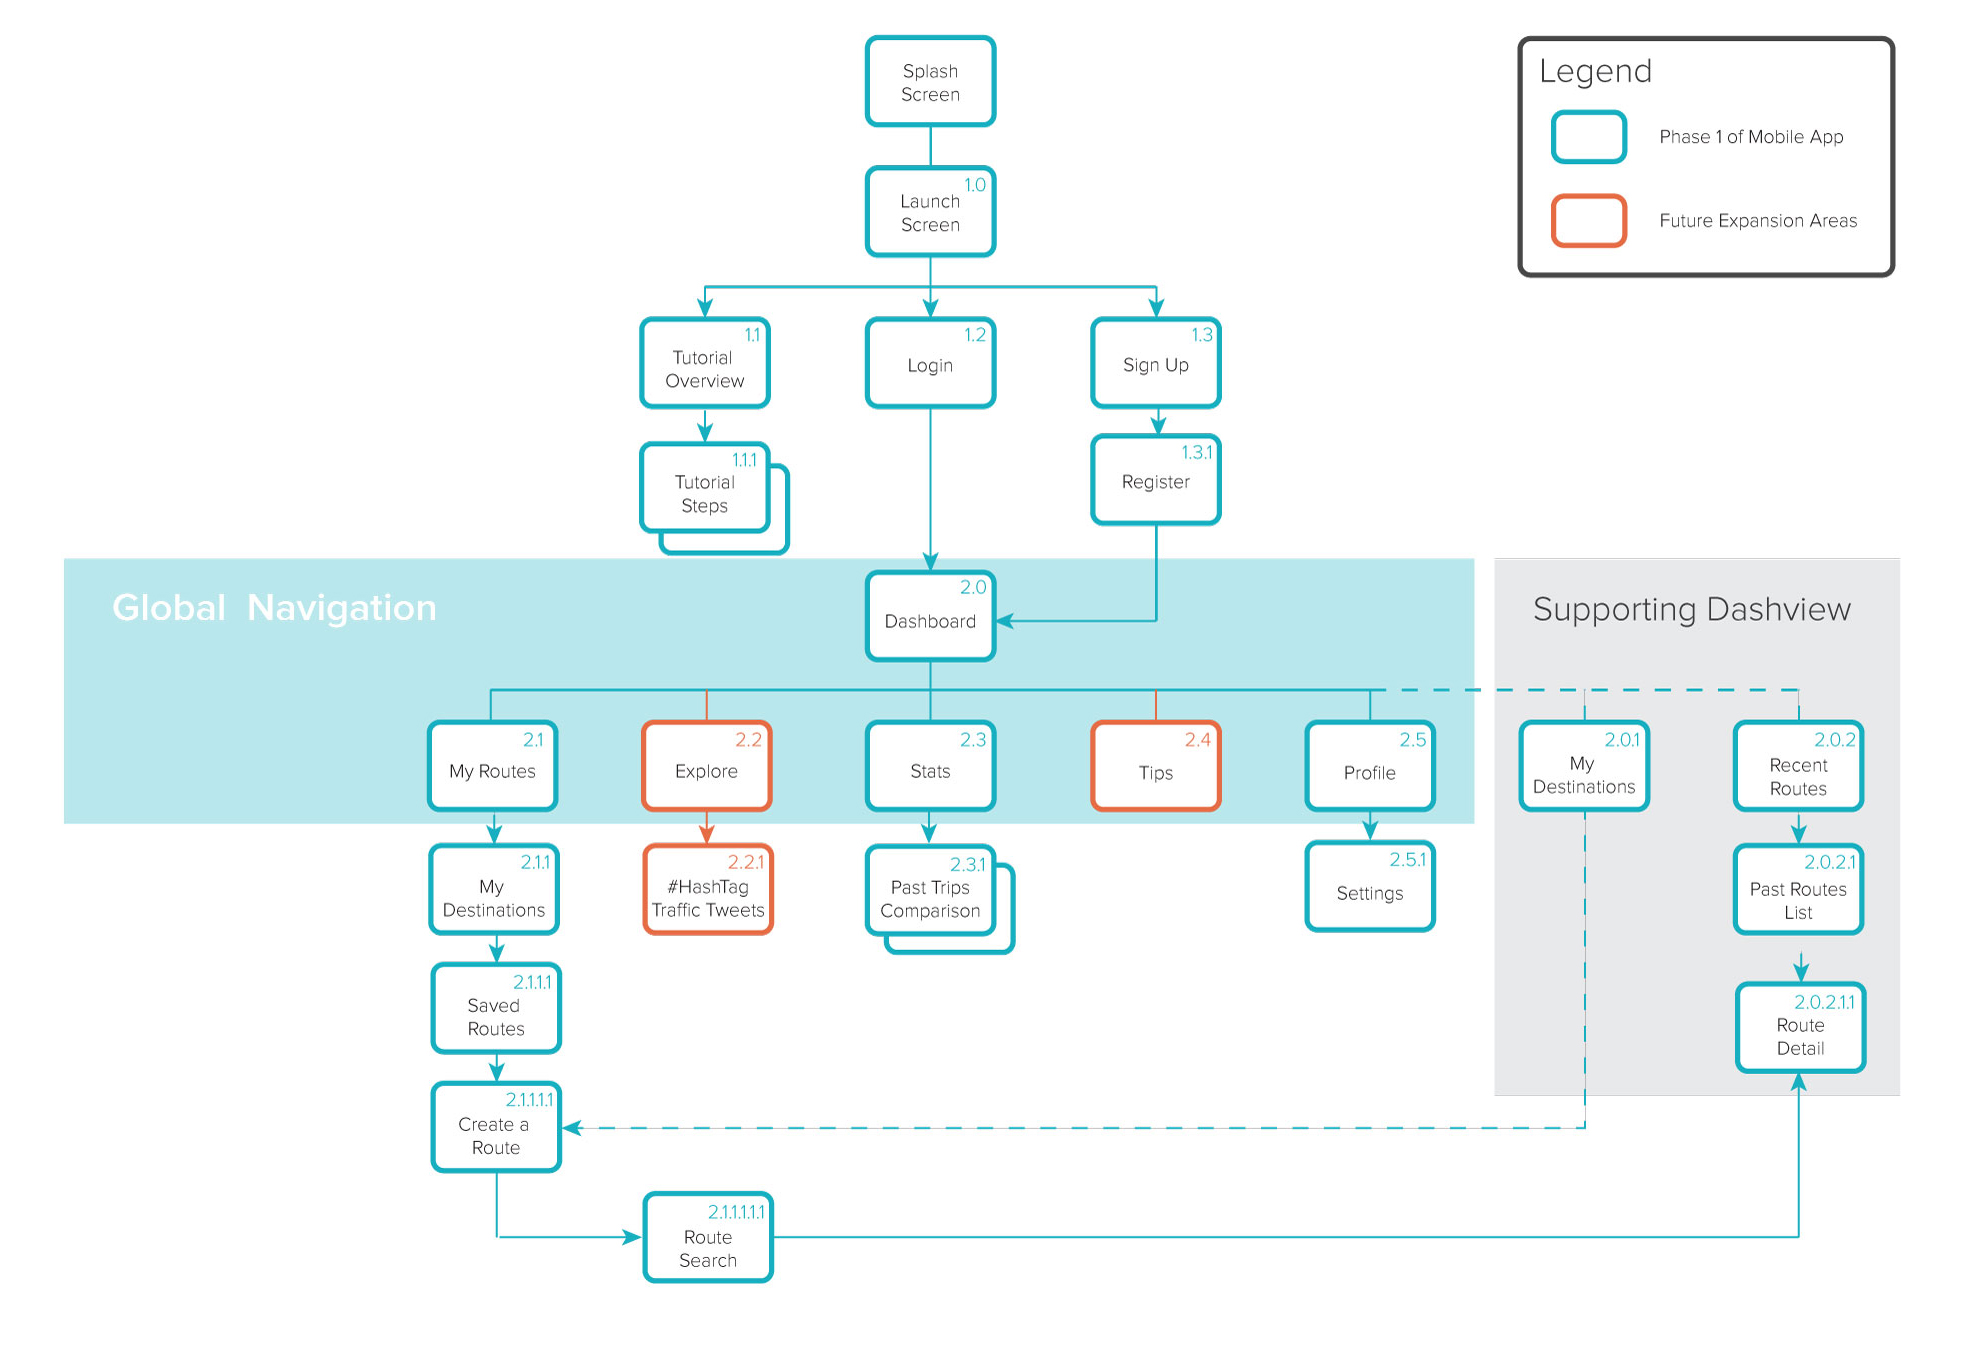 Splash
Screen
Legend
Phase 1 of Mobile App
Future Expansion Areas
1.0
Launch
Screen
1.1
Tutorial
Overview
1.2
Login
1.3
Sign Up
1.1.1
Tutorial
Steps
1.3.1
Register
Global Navigation
2.0
Dashboard
Supporting Dashview
2.1
My Routes
2.2
Explore
2.3
Stats
2.4
Tips
2.5
Profile
2.0.1
My
Destinations
2.0.2
Recent
Routes
2.1.1
My
Destinations
2.2.1
#HashTag
Traffic Tweets
2.3.1
Past Trips
Comparison
2.5.1
Settings
2.0.2.1
Past Routes
List
2.1.1.1
Saved
Routes
2.0.2.1.1
Route
Detail
2.1.1.1.1
Create a
Route
2.1.1.1.1.1
Route
Search